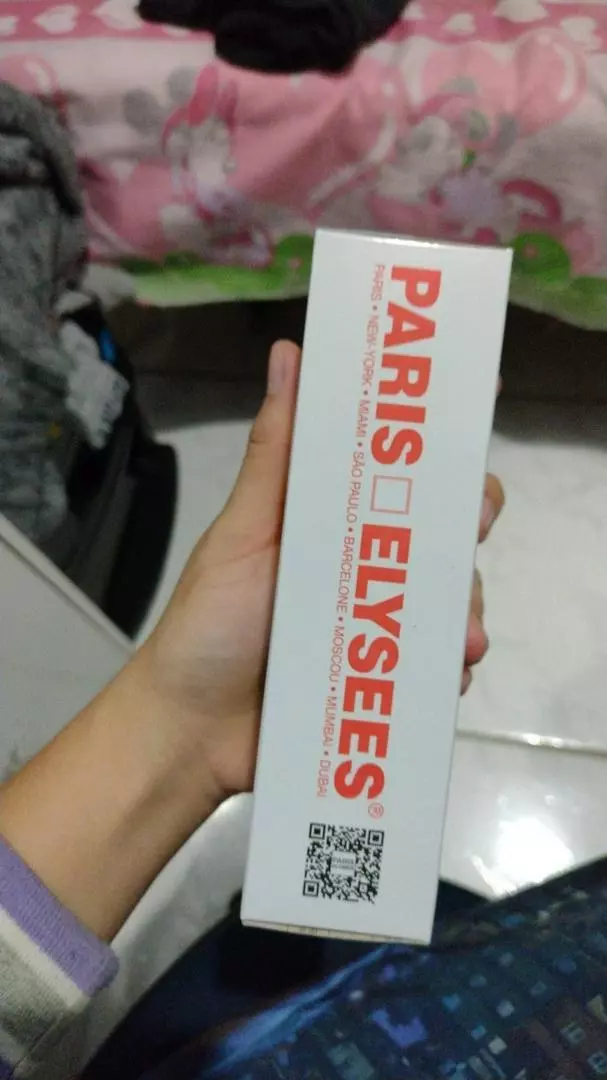 PARIS ELYSEES®
PARIS • NEW-YORK • MIAMI • SÃO PAULO • BARCELONE • MOSCOU • MUMBAI • DUBAI